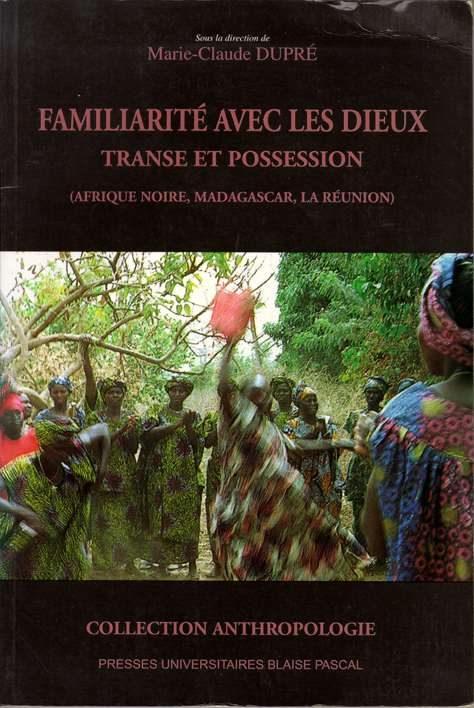 Sous la direction de
Marie-Claude DUPRÉ
FAMILIARITÉ AVEC LES DIEUX
TRANSE ET POSSESSION
(AFRIQUE NOIRE, MADAGASCAR, LA RÉUNION)
COLLECTION ANTHROPOLOGIE
PRESSES UNIVERSITAIRES BLAISE PASCAL